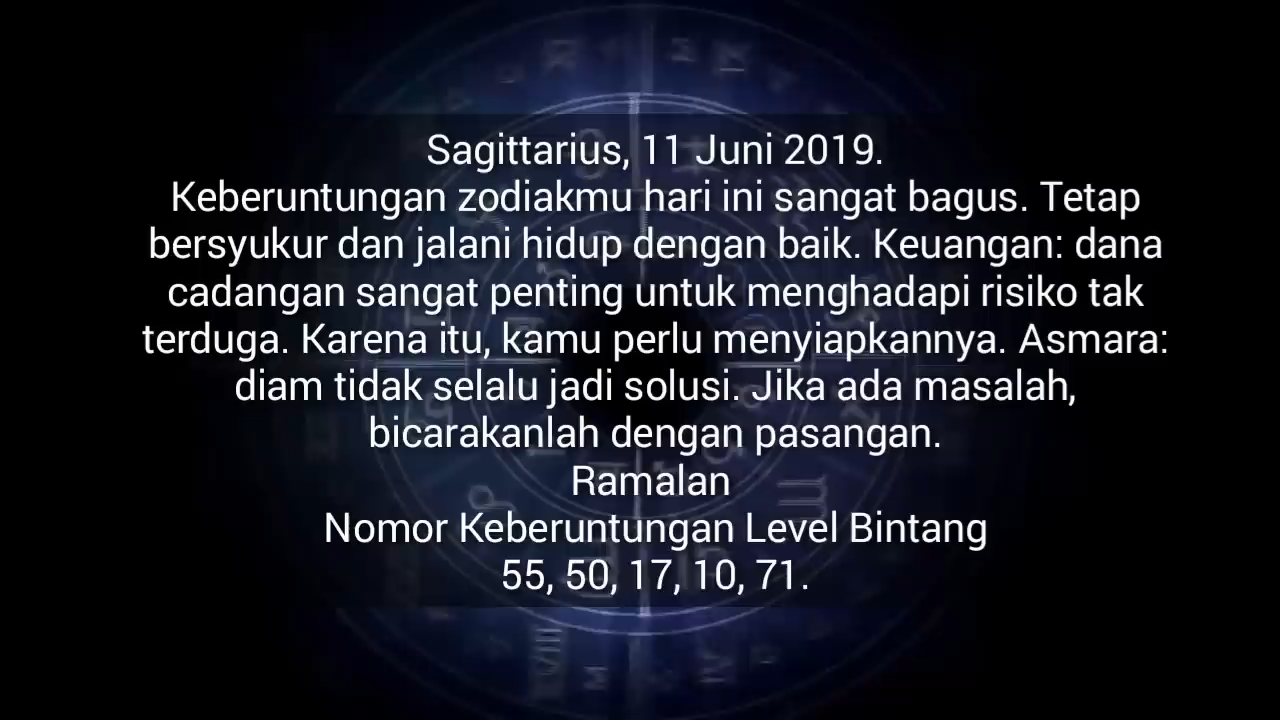 Sagittarius, 11 Juni 2019.
Keberuntungan zodiakmu hari ini sangat bagus. Tetap
bersyukur dan jalani hidup dengan baik. Keuangan: dana
cadangan sangat penting untuk menghadapi risiko tak
terduga. Karena itu, kamu perlu menyiapkannya. Asmara:
diam tidak selalu jadi solusi. Jika ada masalah,
bicarakanlah dengan pasangan.
Ramalan
Nomor Keberuntungan Level Bintang
55, 50, 17, 10, 71.